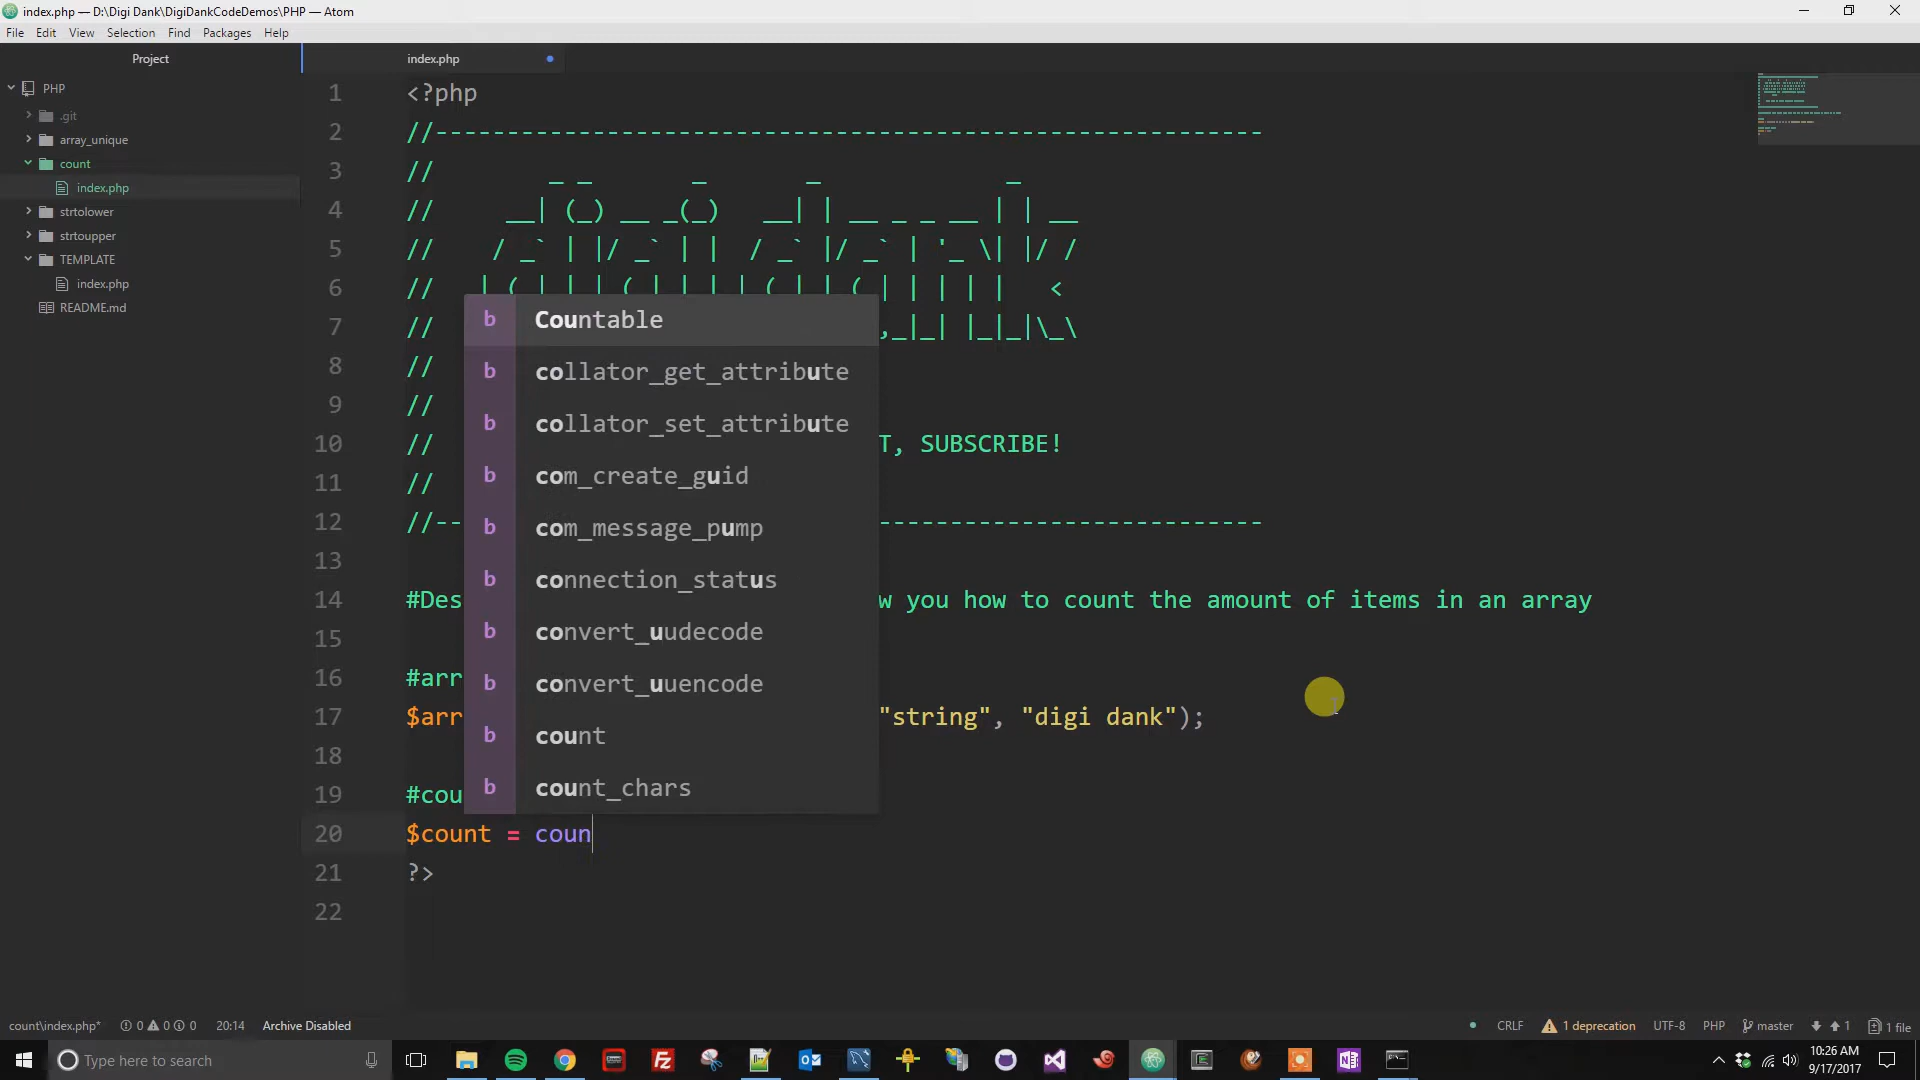 index.php — D:\Digi Dank\DigiDankCodeDemos\PHP — Atom
File Edit View Selection Find Packages Help
Project
PHP
.git
array_unique
count
index.php
strtolower
strtoupper
TEMPLATE
index.php
README.md
index.php
1 <?php
2 //----------------------------------------------------------
3 //        _ _       _       _             _
4 //     __| (_) __ _(_)   __| | __ _ _ __ | | __
5 //    / _` | |/ _` | |  / _` |/ _` | '_ \| |/ /
6 //   | ( | | | ( | | | | ( | | ( | | | | |   <
7 // ,_|_| |_|_|\_\
8 //
9 //
10 // T, SUBSCRIBE!
11 //
12 //-- ---------------------------
13
14 #Des w you how to count the amount of items in an array
15
16 #arr
17 $arr "string", "digi dank");
18
19 #cou
20 $count = coun
21 ?>
22
b Countable
b collator_get_attribute
b collator_set_attribute
b com_create_guid
b com_message_pump
b connection_status
b convert_uudecode
b convert_uuencode
b count
b count_chars
count\index.php* 0 0 0 20:14 Archive Disabled CRLF 1 deprecation UTF-8 PHP master 1 1 file
Type here to search
10:26 AM
9/17/2017